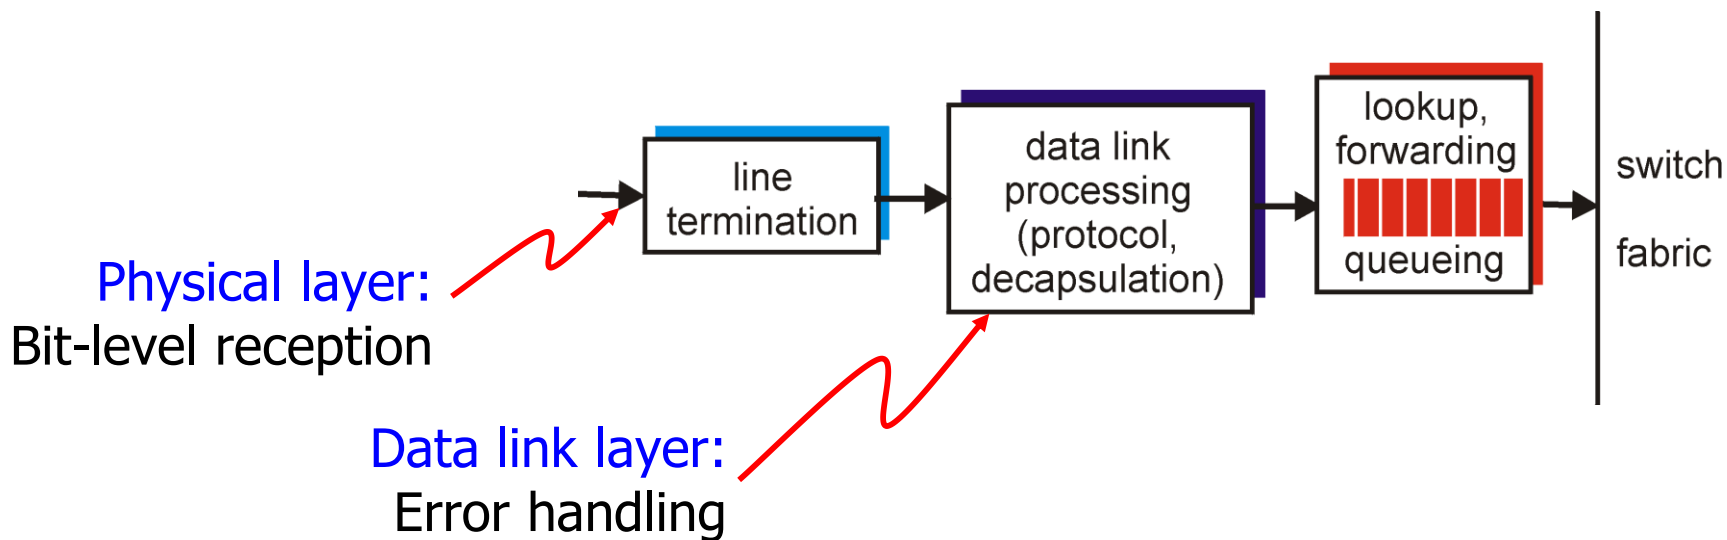 line
termination
data link
processing
(protocol,
decapsulation)
lookup,
forwarding
queueing
switch
fabric
Physical layer:
Bit-level reception
Data link layer:
Error handling